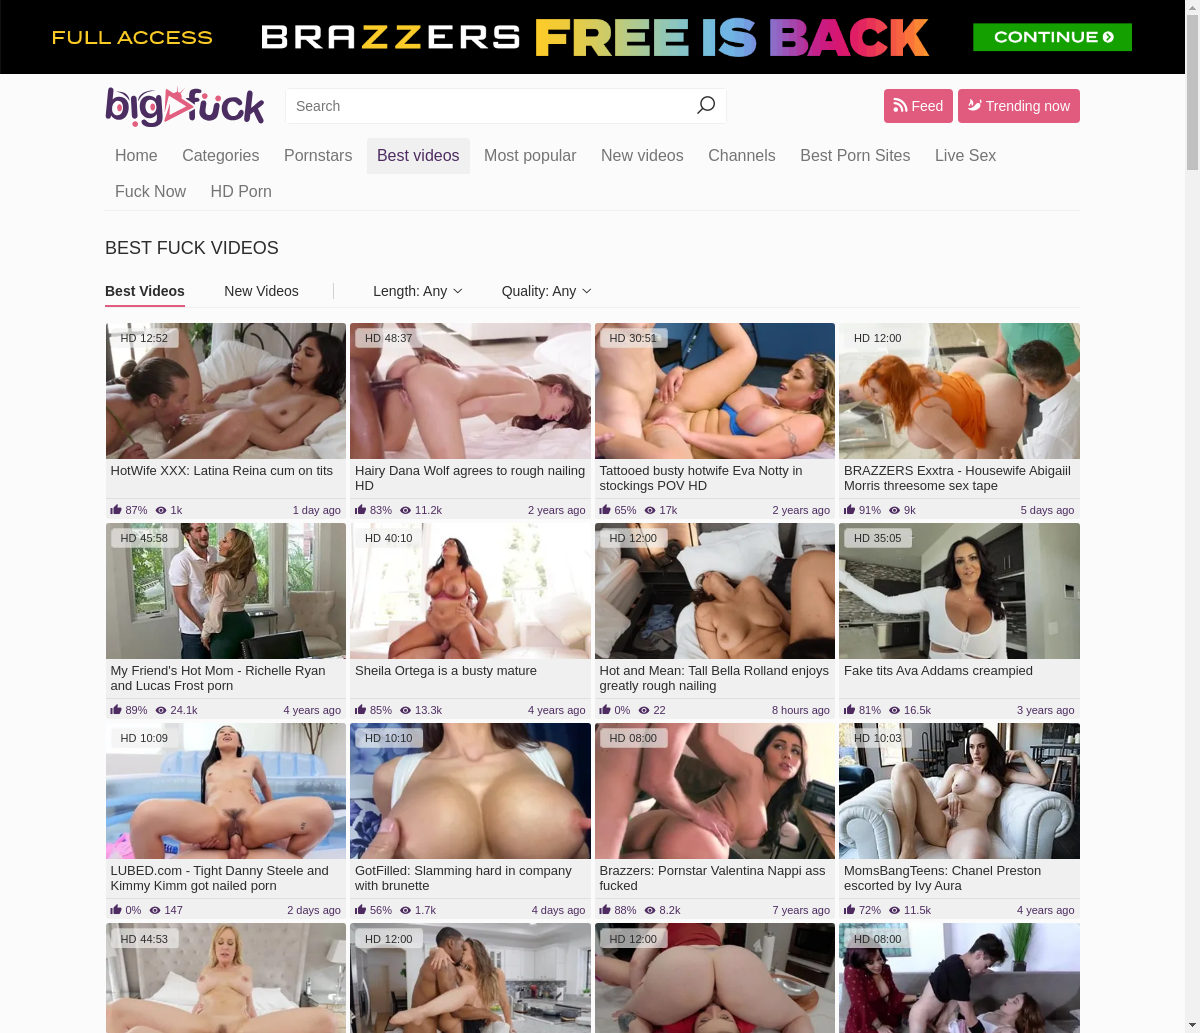 FULL ACCESS
BRAZZERS
FREE IS BACK
CONTINUE
big fuck
Search
Feed
Trending now
Home
Categories
Pornstars
Best videos
Most popular
New videos
Channels
Best Porn Sites
Live Sex
Fuck Now
HD Porn
BEST FUCK VIDEOS
Best Videos
New Videos
Length: Any
Quality: Any
HD 12:52
HD 48:37
HD 30:51
HD 12:00
HotWife XXX: Latina Reina cum on tits
87%
1k
1 day ago
Hairy Dana Wolf agrees to rough nailing
HD
83%
11.2k
2 years ago
Tattooed busty hotwife Eva Notty in
stockings POV HD
65%
17k
2 years ago
BRAZZERS Exxtra - Housewife Abigaiil
Morris threesome sex tape
91%
9k
5 days ago
HD 45:58
HD 40:10
HD 12:00
HD 35:05
My Friend's Hot Mom - Richelle Ryan
and Lucas Frost porn
89%
24.1k
4 years ago
Sheila Ortega is a busty mature
85%
13.3k
4 years ago
Hot and Mean: Tall Bella Rolland enjoys
greatly rough nailing
0%
22
8 hours ago
Fake tits Ava Addams creampied
81%
16.5k
3 years ago
HD 10:09
HD 10:10
HD 08:00
HD 10:03
LUBED.com - Tight Danny Steele and
Kimmy Kimm got nailed porn
0%
147
2 days ago
GotFilled: Slamming hard in company
with brunette
56%
1.7k
4 days ago
Brazzers: Pornstar Valentina Nappi ass
fucked
88%
8.2k
7 years ago
MomsBangTeens: Chanel Preston
escorted by Ivy Aura
72%
11.5k
4 years ago
HD 44:53
HD 12:00
HD 12:00
HD 08:00